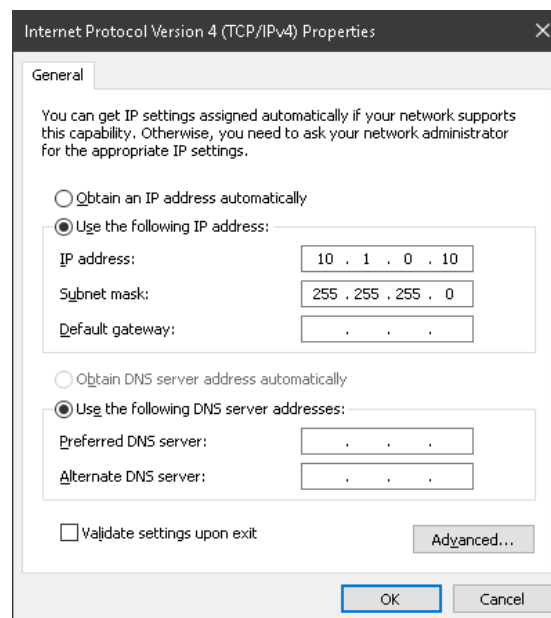 Internet Protocol Version 4 (TCP/IPv4) Properties
General
You can get IP settings assigned automatically if your network supports
this capability. Otherwise, you need to ask your network administrator
for the appropriate IP settings.
Obtain an IP address automatically
Use the following IP address:
IP address: 10 . 1 . 0 . 10
Subnet mask: 255 . 255 . 255 . 0
Default gateway: . . .
Obtain DNS server address automatically
Use the following DNS server addresses:
Preferred DNS server: . . .
Alternate DNS server: . . .
Validate settings upon exit
Advanced...
OK Cancel